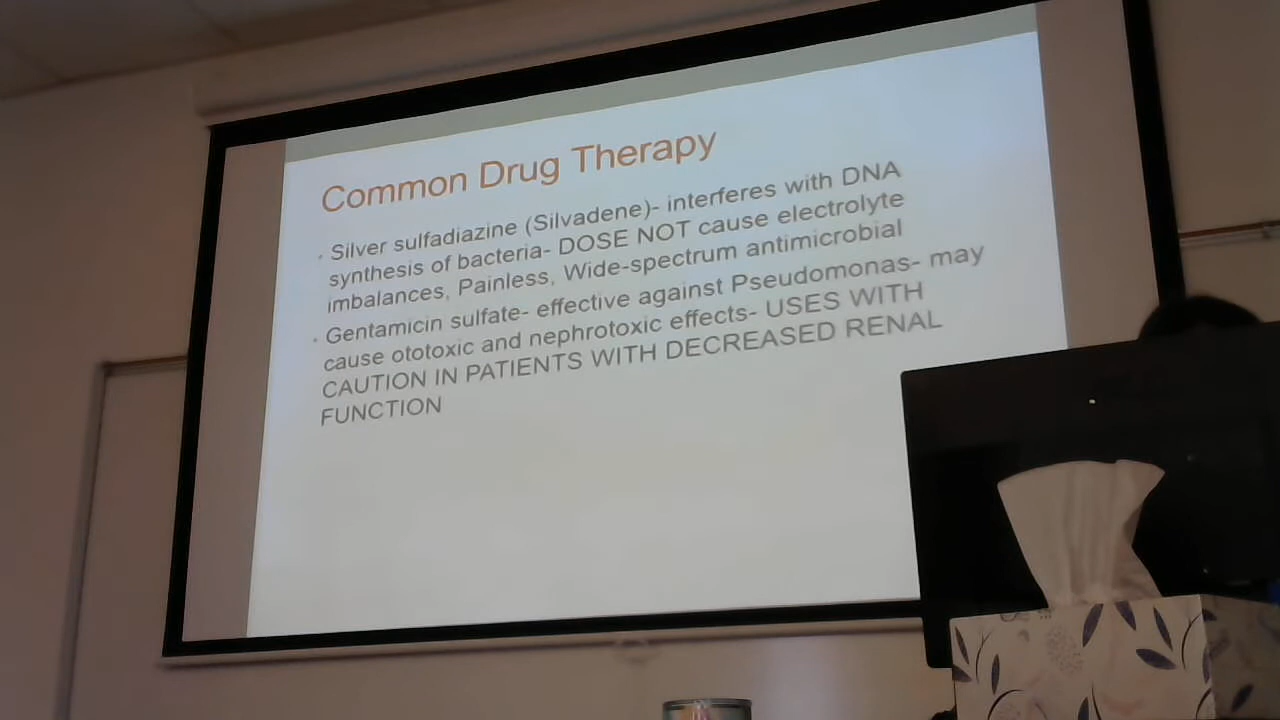 Common Drug Therapy
· Silver sulfadiazine (Silvadene)- interferes with DNA
synthesis of bacteria- DOSE NOT cause electrolyte
imbalances, Painless, Wide-spectrum antimicrobial
· Gentamicin sulfate- effective against Pseudomonas- may
cause ototoxic and nephrotoxic effects- USES WITH
CAUTION IN PATIENTS WITH DECREASED RENAL
FUNCTION